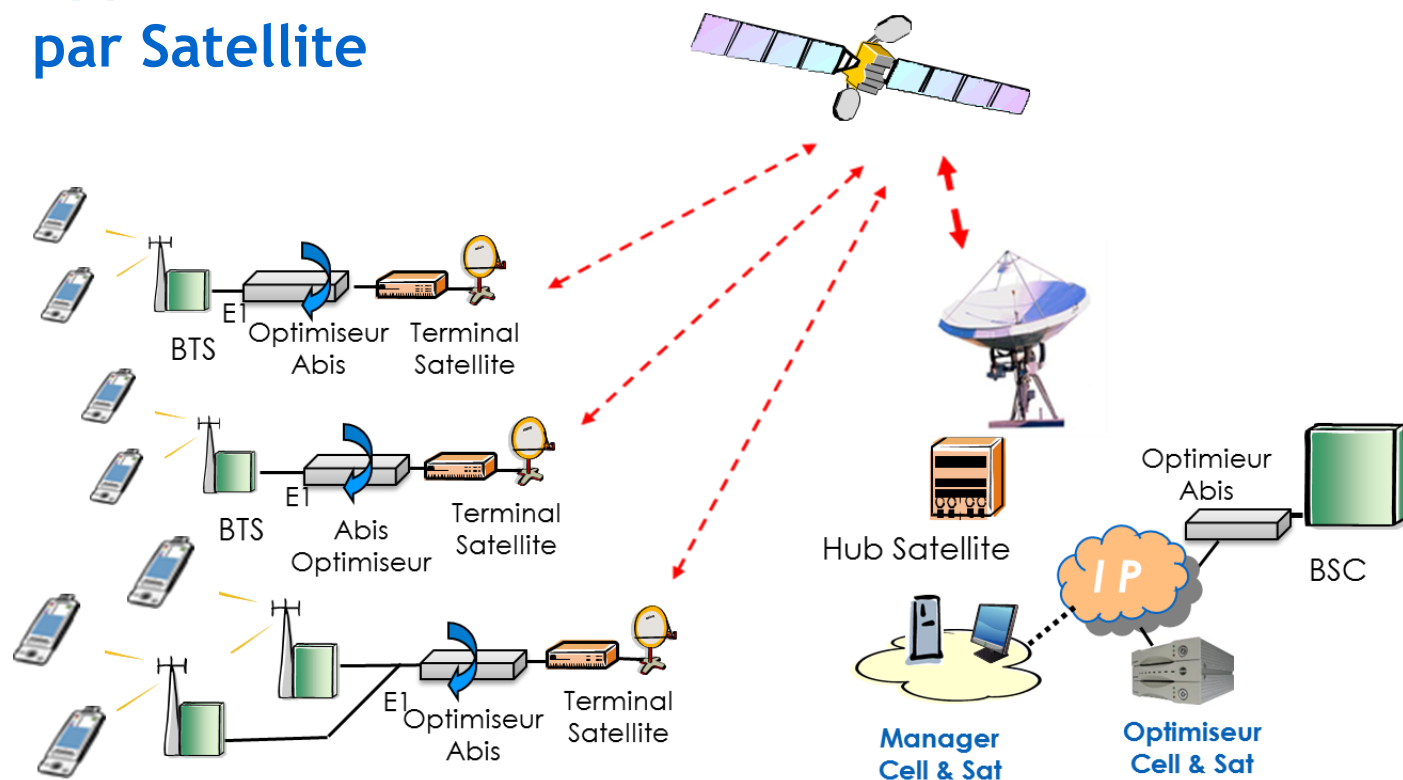 par Satellite
E1
BTS
Optimiseur
Abis
Terminal
Satellite
E1
BTS
Abis
Optimiseur
Terminal
Satellite
E1
Optimiseur
Abis
Terminal
Satellite
Hub Satellite
Optimieur
Abis
BSC
IP
Manager
Cell & Sat
Optimiseur
Cell & Sat